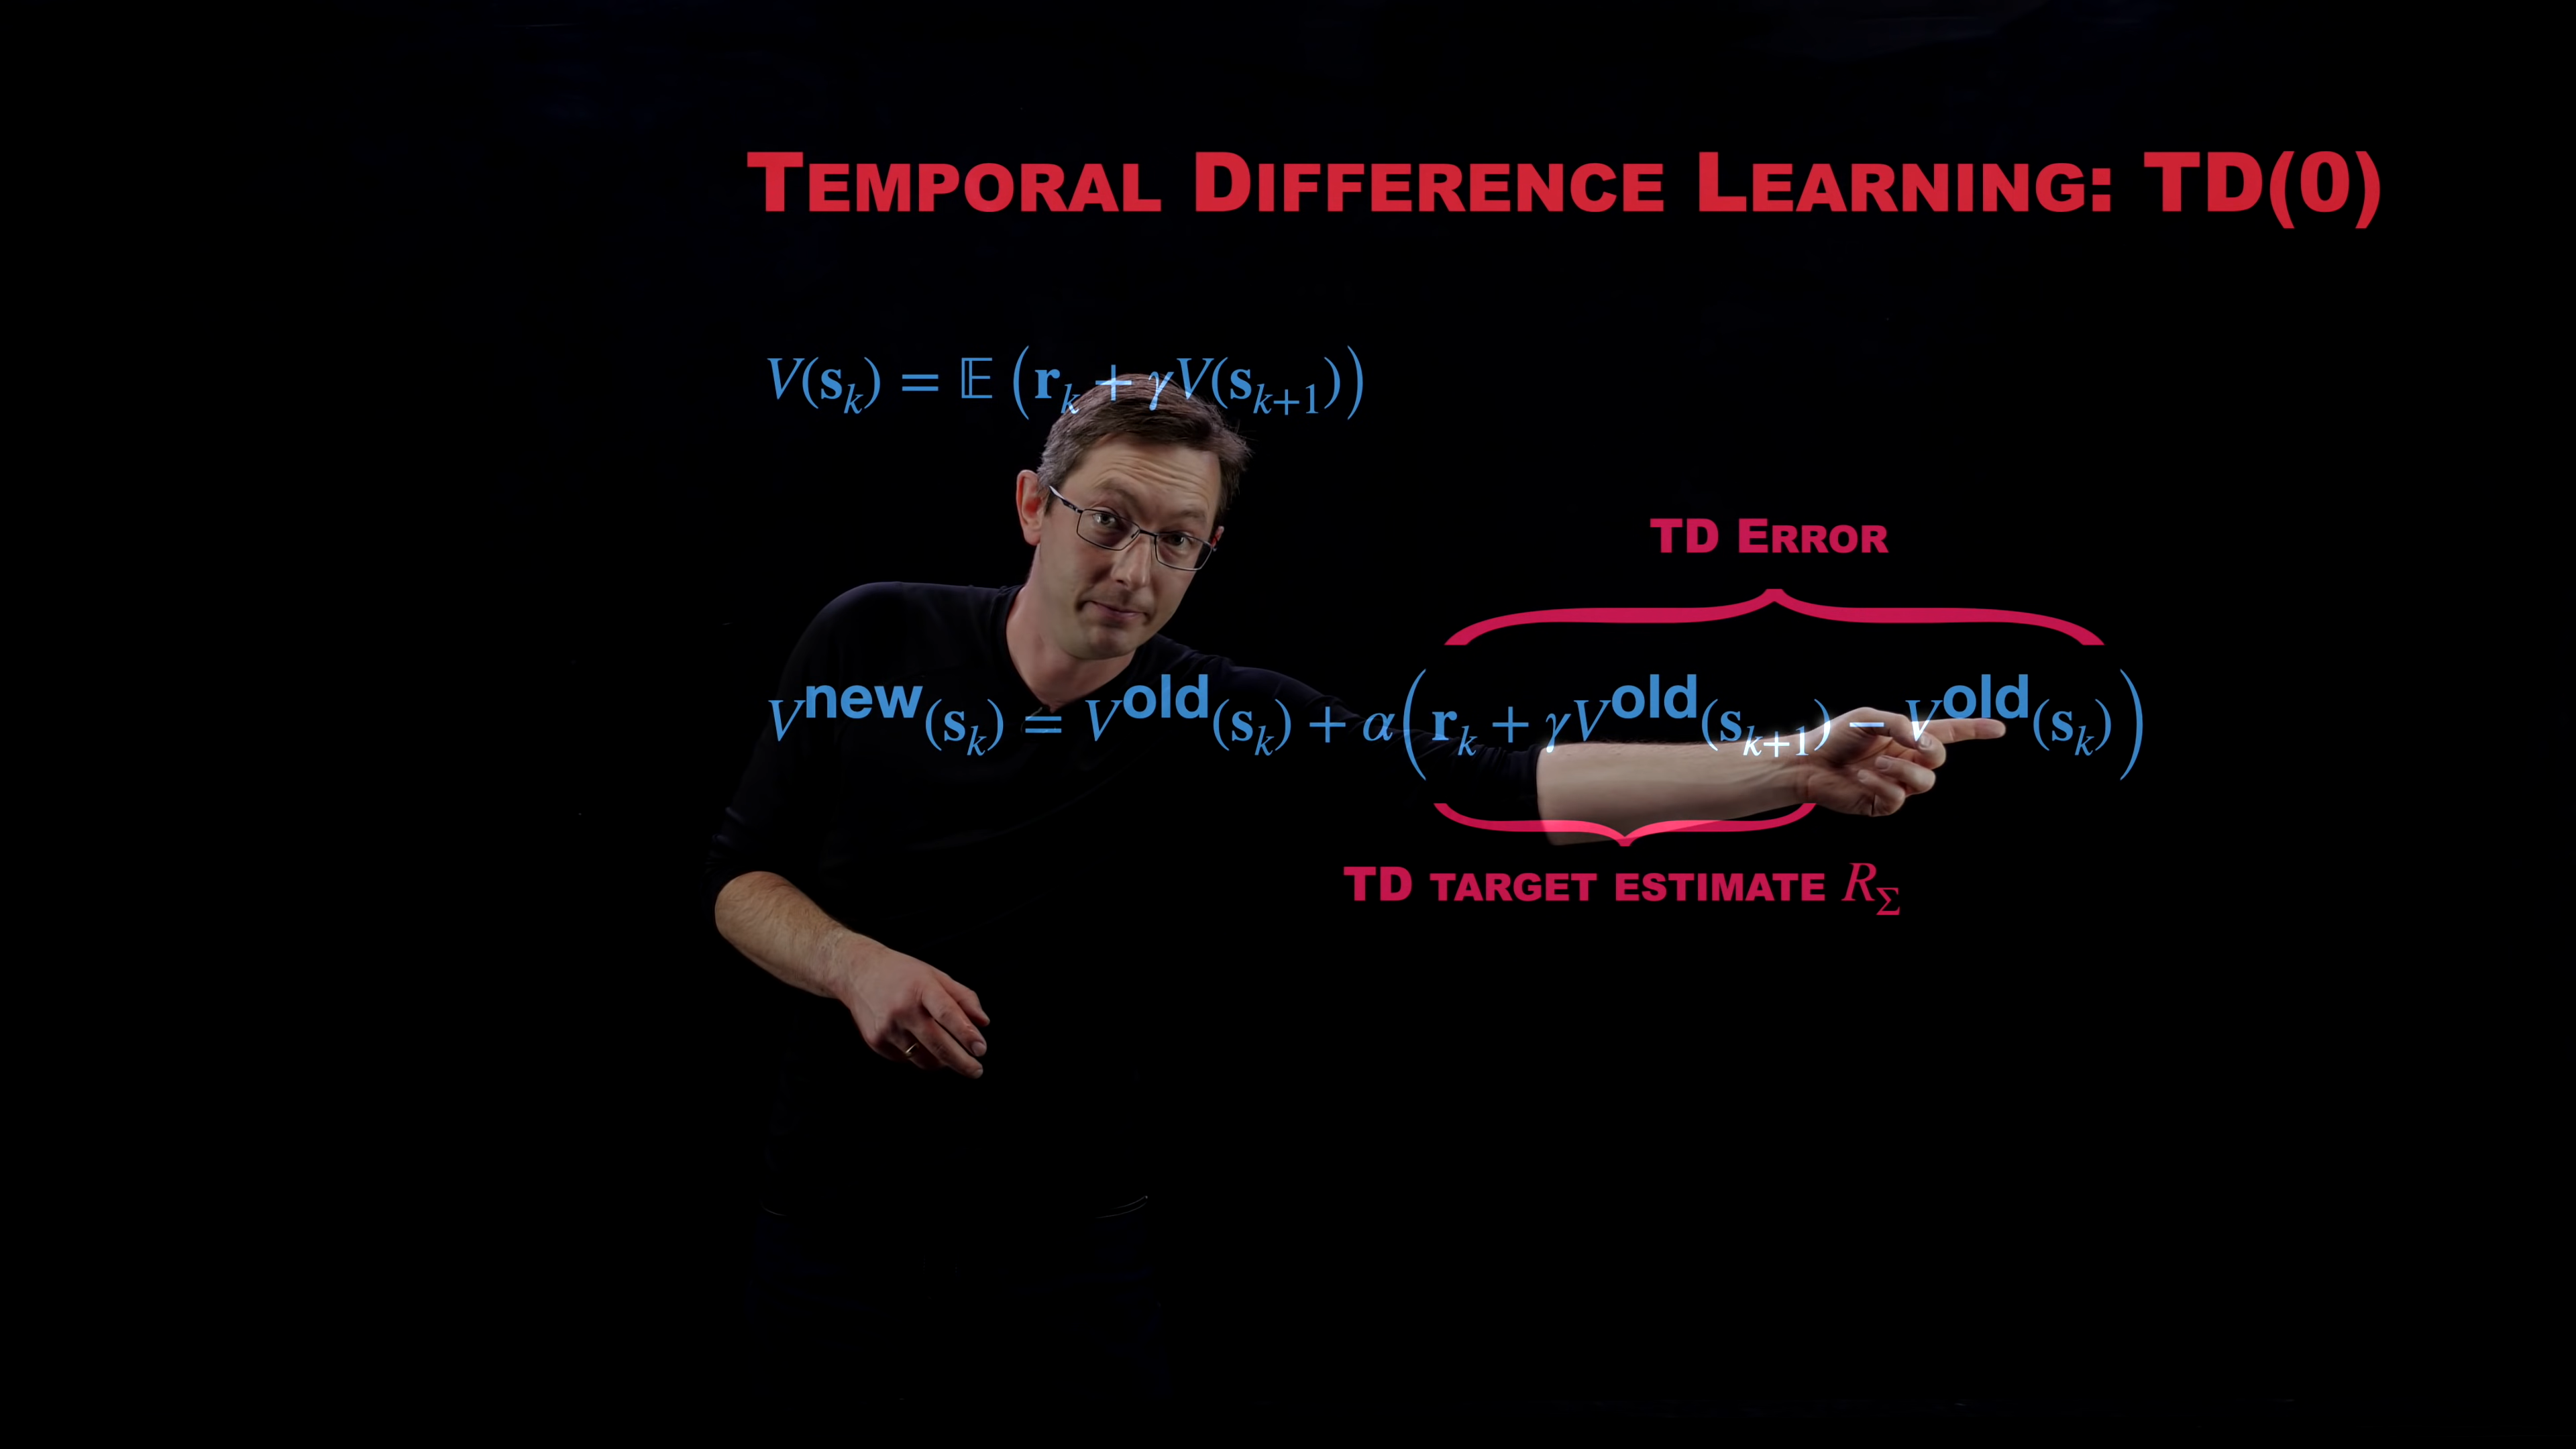 TEMPORAL DIFFERENCE LEARNING: TD(0)
V(s_k) = 𝔼 (r_k + γV(s_{k+1}))
TD ERROR
V^new(s_k) = V^old(s_k) + α(r_k + γV^old(s_{k+1}) − V^old(s_k))
TD TARGET ESTIMATE R_Σ